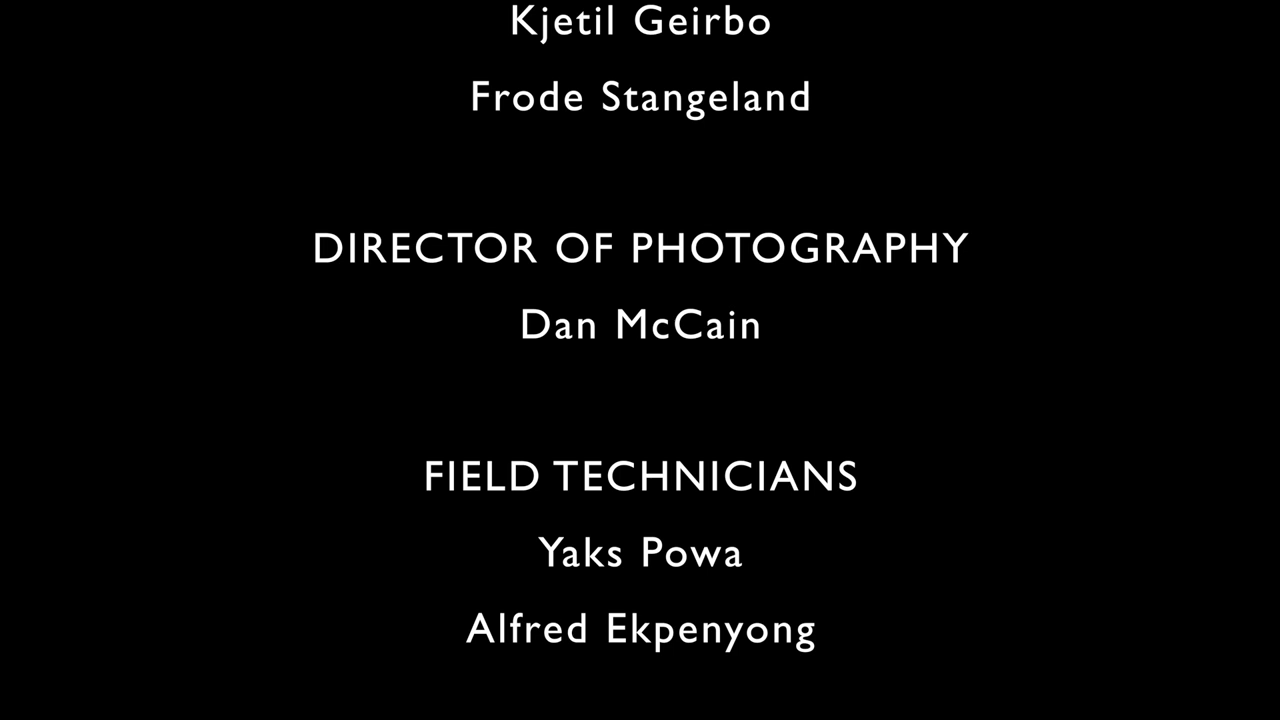 Kjetil Geirbo
Frode Stangeland
DIRECTOR OF PHOTOGRAPHY
Dan McCain
FIELD TECHNICIANS
Yaks Powa
Alfred Ekpenyong